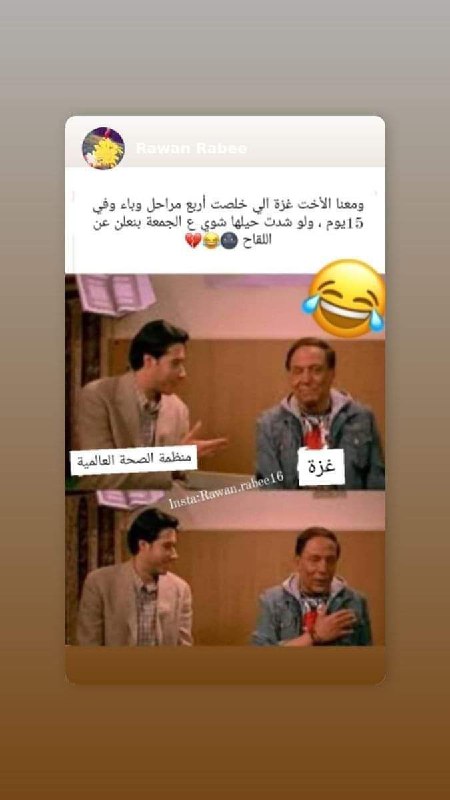 Rawan Rabee
ومعنا الأخت غزة الي خلصت أربع مراحل وباء وفي
15يوم ، ولو شدت حيلها شوي ع الجمعة بنعلن عن
اللقاح 🌚😂💔
منظمة الصحة العالمية
غزة
Insta:Rawan.rabee16